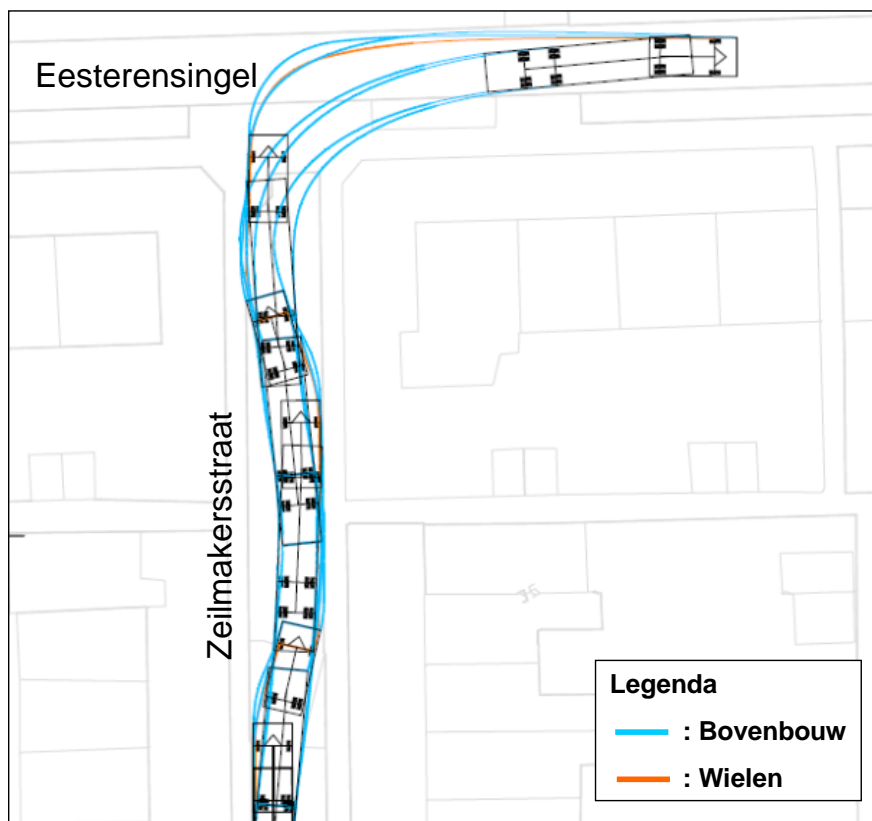 Eesterensingel
Zeilmakersstraat
Legenda
: Bovenbouw
: Wielen